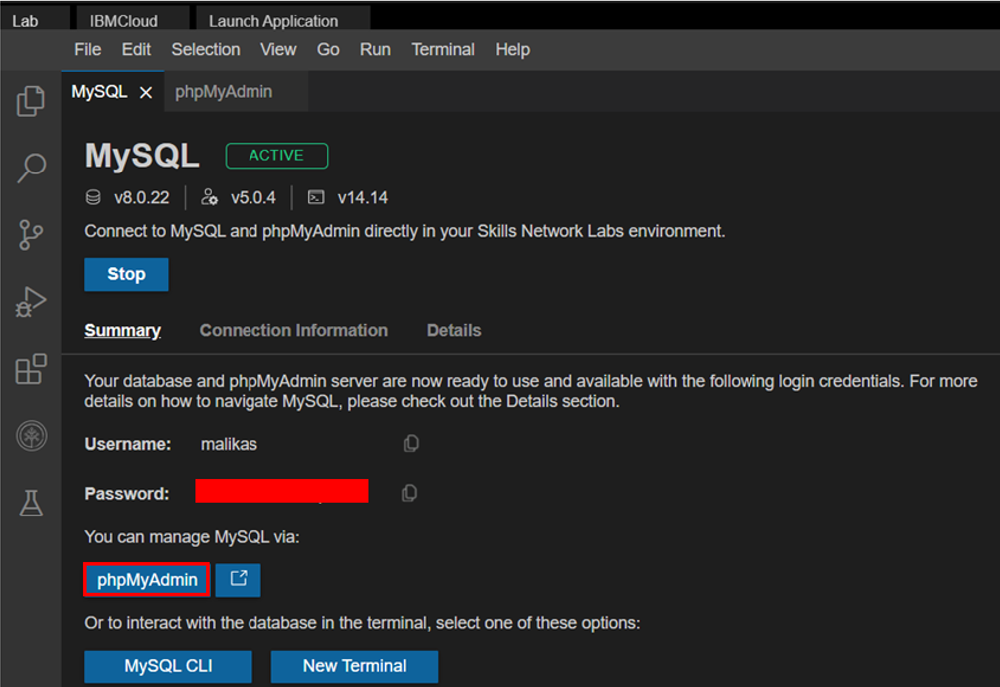 Lab IBMCloud Launch Application
File Edit Selection View Go Run Terminal Help
MySQL phpMyAdmin
MySQL ACTIVE
v8.0.22 v5.0.4 v14.14
Connect to MySQL and phpMyAdmin directly in your Skills Network Labs environment.
Stop
Summary Connection Information Details
Your database and phpMyAdmin server are now ready to use and available with the following login credentials. For more
details on how to navigate MySQL, please check out the Details section.
Username: malikas
Password:
You can manage MySQL via:
phpMyAdmin
Or to interact with the database in the terminal, select one of these options:
MySQL CLI New Terminal